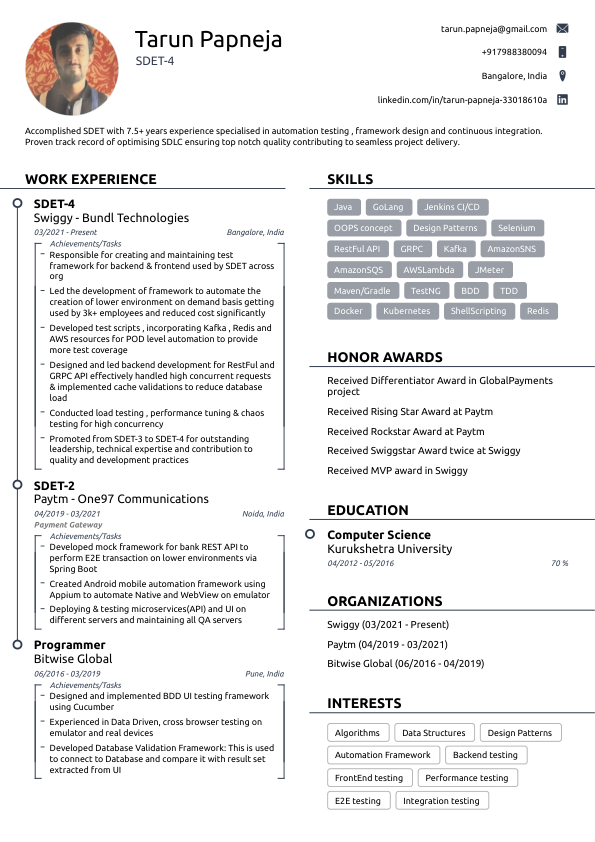 Tarun Papneja
SDET-4
tarun.papneja@gmail.com
+917988380094
Bangalore, India
linkedin.com/in/tarun-papneja-33018610a
Accomplished SDET with 7.5+ years experience specialised in automation testing , framework design and continuous integration.
Proven track record of optimising SDLC ensuring top notch quality contributing to seamless project delivery.
WORK EXPERIENCE
SDET-4
Swiggy - Bundl Technologies
03/2021 - Present
Bangalore, India
Achievements/Tasks
– Responsible for creating and maintaining test
framework for backend & frontend used by SDET across
org
– Led the development of framework to automate the
creation of lower environment on demand basis getting
used by 3k+ employees and reduced cost significantly
– Developed test scripts , incorporating Kafka , Redis and
AWS resources for POD level automation to provide
more test coverage
– Designed and led backend development for RestFul and
GRPC API effectively handled high concurrent requests
& implemented cache validations to reduce database
load
– Conducted load testing , performance tuning & chaos
testing for high concurrency
– Promoted from SDET-3 to SDET-4 for outstanding
leadership, technical expertise and contribution to
quality and development practices
SDET-2
Paytm - One97 Communications
04/2019 - 03/2021
Noida, India
Payment Gateway
Achievements/Tasks
– Developed mock framework for bank REST API to
perform E2E transaction on lower environments via
Spring Boot
– Created Android mobile automation framework using
Appium to automate Native and WebView on emulator
– Deploying & testing microservices(API) and UI on
different servers and maintaining all QA servers
Programmer
Bitwise Global
06/2016 - 03/2019
Pune, India
Achievements/Tasks
– Designed and implemented BDD UI testing framework
using Cucumber
– Experienced in Data Driven, cross browser testing on
emulator and real devices
– Developed Database Validation Framework: This is used
to connect to Database and compare it with result set
extracted from UI
SKILLS
Java GoLang Jenkins CI/CD
OOPS concept Design Patterns Selenium
RestFul API GRPC Kafka AmazonSNS
AmazonSQS AWSLambda JMeter
Maven/Gradle TestNG BDD TDD
Docker Kubernetes ShellScripting Redis
HONOR AWARDS
Received Differentiator Award in GlobalPayments
project
Received Rising Star Award at Paytm
Received Rockstar Award at Paytm
Received Swiggstar Award twice at Swiggy
Received MVP award in Swiggy
EDUCATION
Computer Science
Kurukshetra University
04/2012 - 05/2016
70 %
ORGANIZATIONS
Swiggy (03/2021 - Present)
Paytm (04/2019 - 03/2021)
Bitwise Global (06/2016 - 04/2019)
INTERESTS
Algorithms Data Structures Design Patterns
Automation Framework Backend testing
FrontEnd testing Performance testing
E2E testing Integration testing